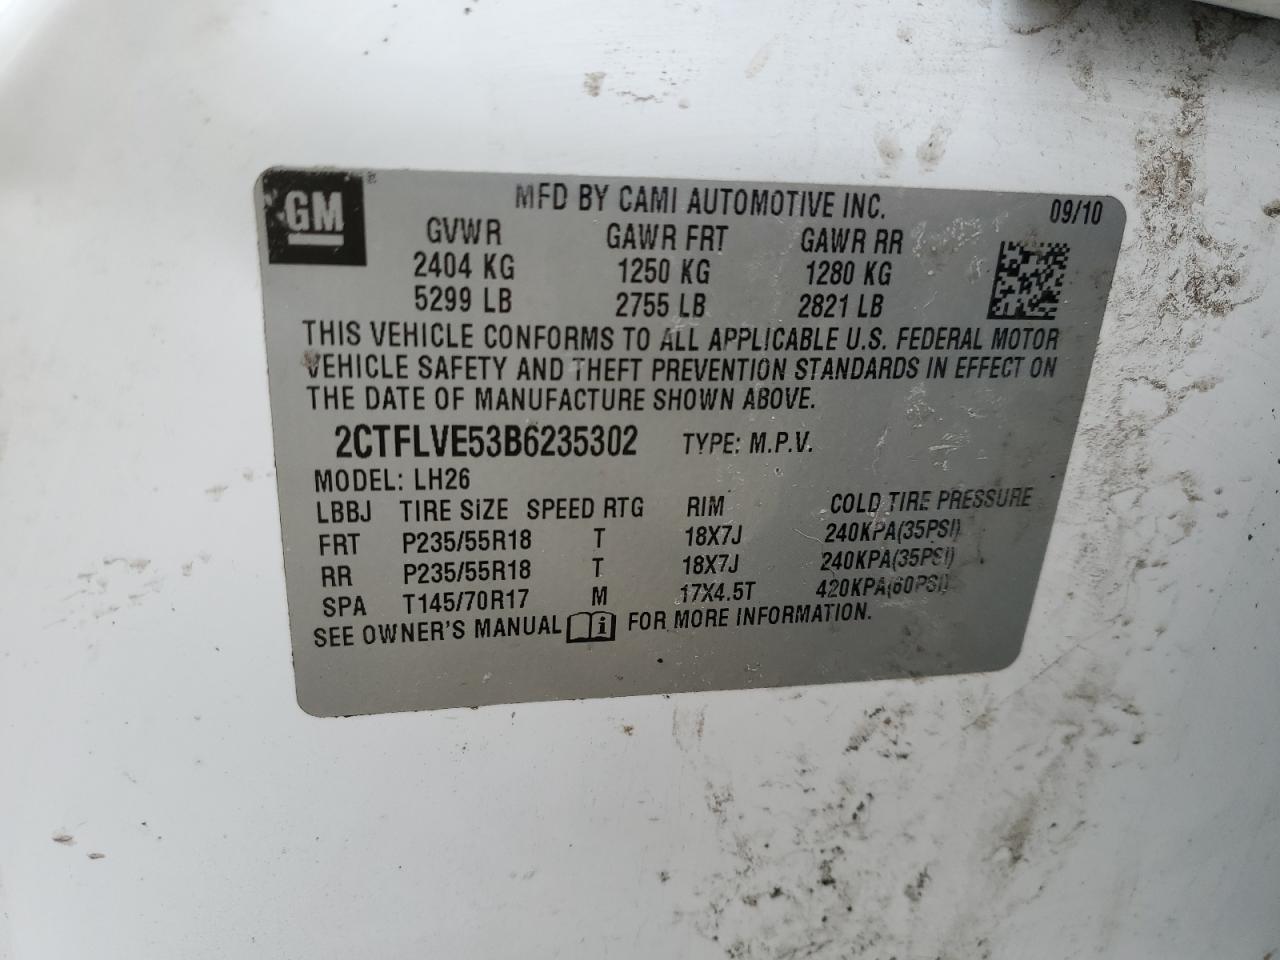 GM ®
MFD BY CAMI AUTOMOTIVE INC. 09/10
GVWR GAWR FRT GAWR RR
2404 KG 1250 KG 1280 KG
5299 LB 2755 LB 2821 LB
THIS VEHICLE CONFORMS TO ALL APPLICABLE U.S. FEDERAL MOTOR
VEHICLE SAFETY AND THEFT PREVENTION STANDARDS IN EFFECT ON
THE DATE OF MANUFACTURE SHOWN ABOVE.
2CTFLVE53B6235302 TYPE: M.P.V.
MODEL: LH26
LBBJ TIRE SIZE SPEED RTG RIM COLD TIRE PRESSURE
FRT P235/55R18 T 18X7J 240KPA(35PSI)
RR P235/55R18 T 18X7J 240KPA(35PSI)
SPA T145/70R17 M 17X4.5T 420KPA(60PSI)
SEE OWNER'S MANUAL i FOR MORE INFORMATION.